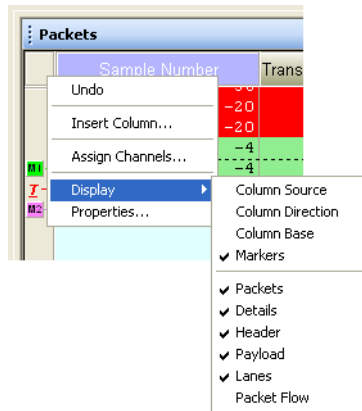 Packets
Sample Number Trans
-20
-20
-4
-4
M1
T
M2
Undo
Insert Column...
Assign Channels...
Display
Properties...
Column Source
Column Direction
Column Base
Markers
Packets
Details
Header
Payload
Lanes
Packet Flow